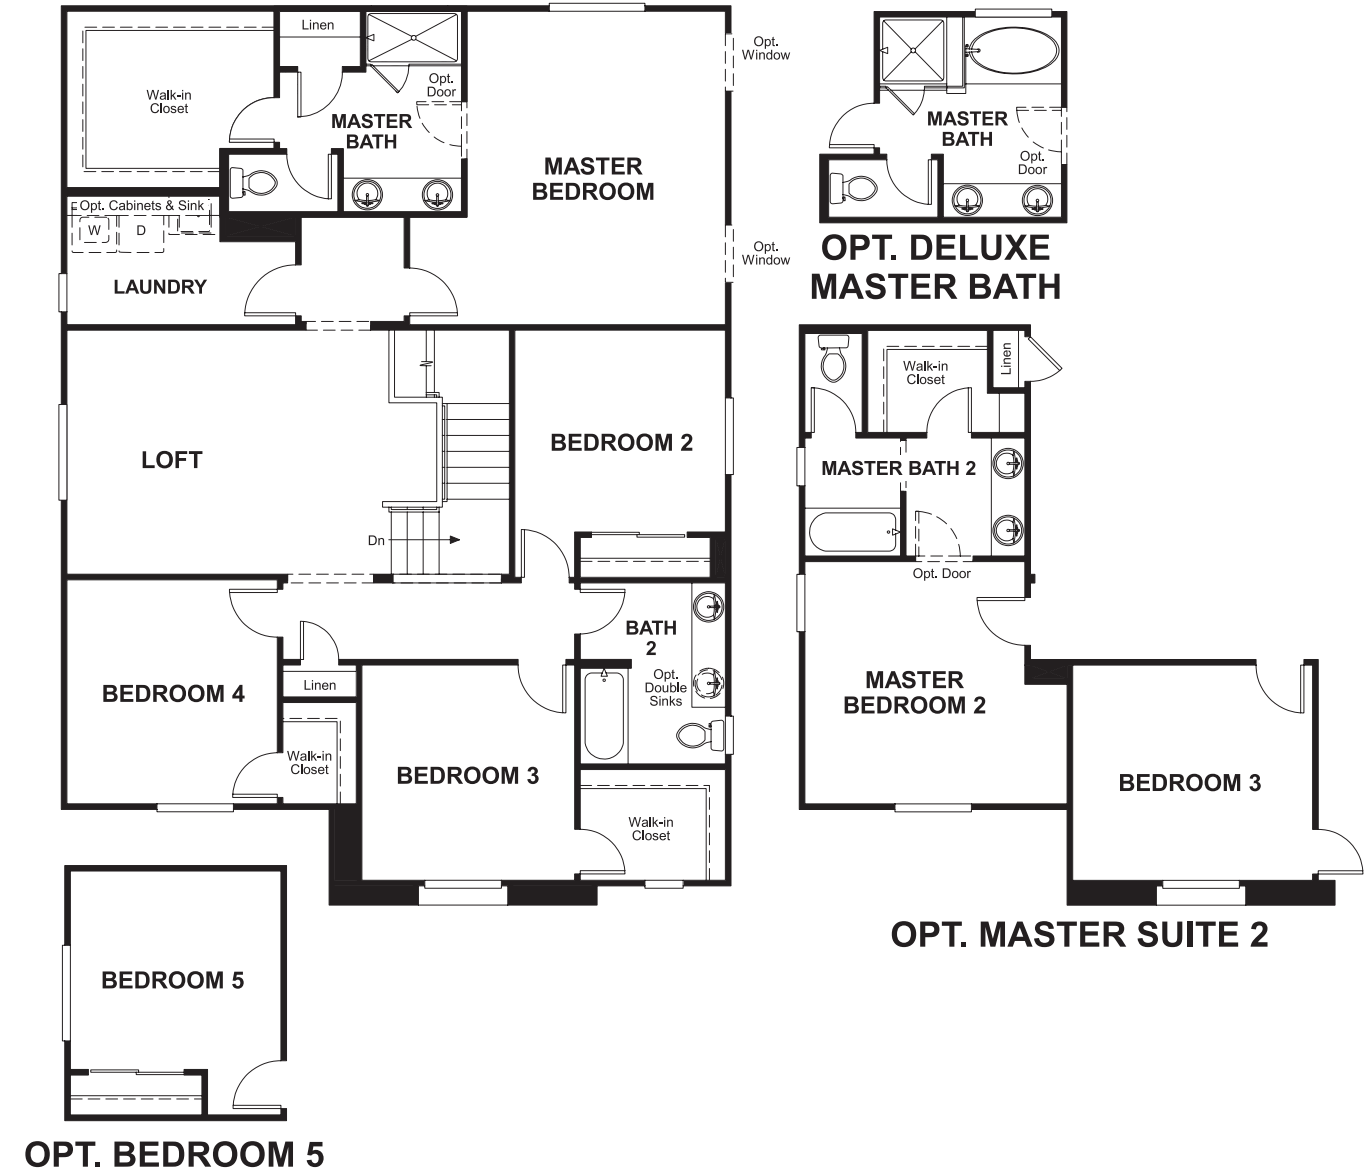 Linen
Walk-in
Closet
Opt.
Door
MASTER
BATH
Opt.
Window
MASTER
BEDROOM
Opt. Cabinets & Sink
W
D
LAUNDRY
Opt.
Window
LOFT
BEDROOM 2
Dn
BATH
2
BEDROOM 4
Linen
Opt.
Double
Sinks
Walk-in
Closet
BEDROOM 3
Walk-in
Closet
BEDROOM 5
OPT. BEDROOM 5
MASTER
BATH
Opt.
Door
OPT. DELUXE
MASTER BATH
Walk-in
Closet
Linen
MASTER BATH 2
Opt. Door
MASTER
BEDROOM 2
BEDROOM 3
OPT. MASTER SUITE 2